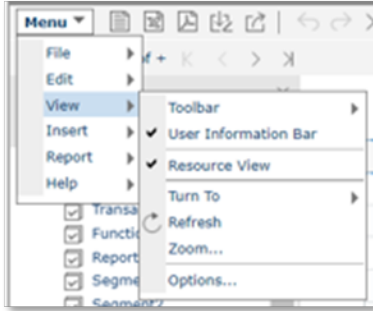 Menu
File of +
Edit
View
Toolbar
Insert
User Information Bar
Report
Resource View
Help
Turn To
Transa
Refresh
Functio
Zoom...
Report
Segme
Options...
Segment2